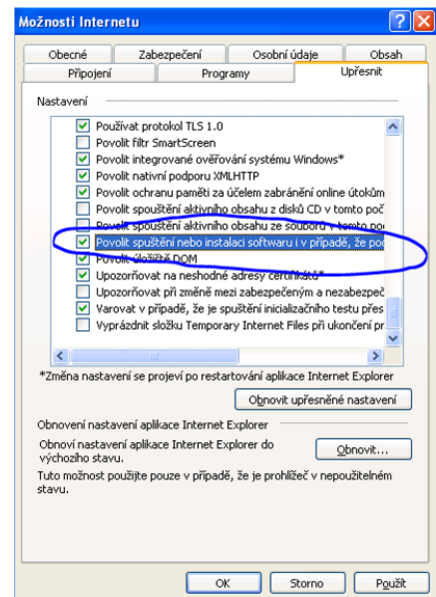 Možnosti Internetu
Obecné Zabezpečení Osobní údaje Obsah
Připojení Programy Upřesnit
Nastavení
Používat protokol TLS 1.0
Povolit filtr SmartScreen
Povolit integrované ověřování systému Windows*
Povolit nativní podporu XMLHTTP
Povolit ochranu paměti za účelem zabránění online útokům
Povolit spouštění aktivního obsahu z disků CD v tomto poč
Povolit spouštění aktivního obsahu ze souborů v tomto po
Povolit spuštění nebo instalaci softwaru i v případě, že pod
Povolit úložiště DOM
Upozorňovat na neshodné adresy certifikátů*
Upozorňovat při změně mezi zabezpečeným a nezabezpeč
Varovat v případě, že je spuštění inicializačního testu přes
Vyprázdnit složku Temporary Internet Files při ukončení pr
*Změna nastavení se projeví po restartování aplikace Internet Explorer
Obnovit upřesněné nastavení
Obnovení nastavení aplikace Internet Explorer
Obnoví nastavení aplikace Internet Explorer do
výchozího stavu.
Obnovit...
Tuto možnost použijte pouze v případě, že je prohlížeč v nepoužitelném
stavu.
OK Storno Použít